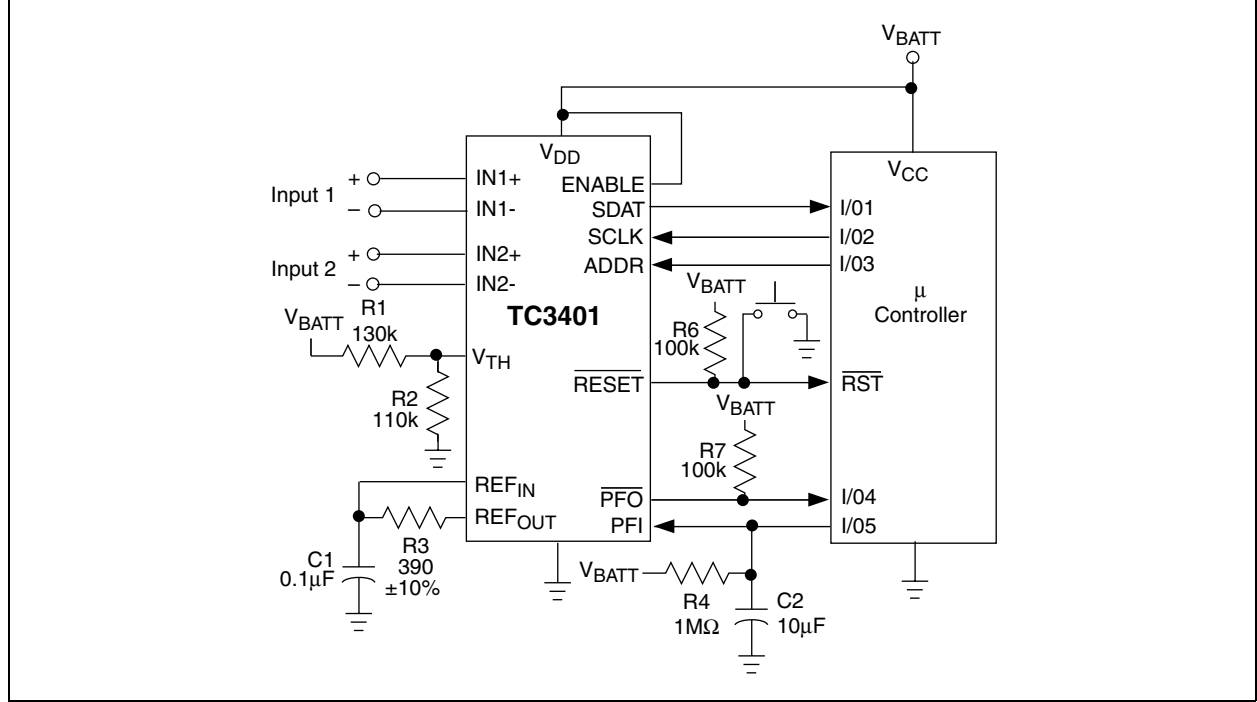 VBATT
VDD
VCC
Input 1
+
IN1+
–
IN1-
ENABLE
SDAT
I/01
SCLK
I/02
Input 2
+
IN2+
–
IN2-
ADDR
I/03
VBATT
R1
130k
TC3401
VBATT
R6
100k
µ
Controller
VTH
RESET
RST
R2
110k
VBATT
R7
100k
REFIN
PFO
I/04
REFOUT
PFI
I/05
R3
390
±10%
C1
0.1µF
VBATT
R4
1MΩ
C2
10µF